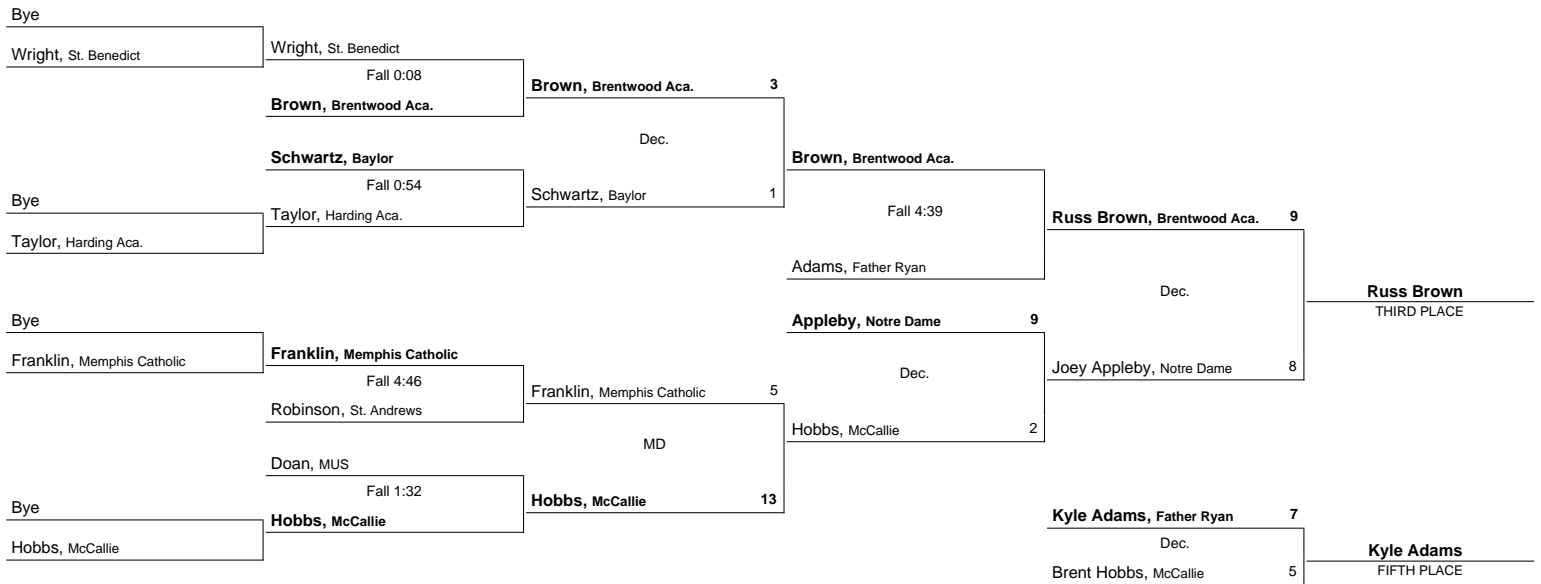 Bye
Wright, St. Benedict
Bye
Taylor, Harding Aca.
Bye
Franklin, Memphis Catholic
Bye
Hobbs, McCallie
Wright, St. Benedict
Fall 0:08
Brown, Brentwood Aca.
Schwartz, Baylor
Fall 0:54
Taylor, Harding Aca.
Franklin, Memphis Catholic
Fall 4:46
Robinson, St. Andrews
Doan, MUS
Fall 1:32
Hobbs, McCallie
Brown, Brentwood Aca. 3
Dec.
Schwartz, Baylor 1
Franklin, Memphis Catholic 5
MD
Hobbs, McCallie 13
Brown, Brentwood Aca.
Fall 4:39
Adams, Father Ryan
Appleby, Notre Dame 9
Dec.
Hobbs, McCallie 2
Russ Brown, Brentwood Aca. 9
Dec.
Joey Appleby, Notre Dame 8
Russ Brown
THIRD PLACE
Kyle Adams, Father Ryan 7
Dec.
Brent Hobbs, McCallie 5
Kyle Adams
FIFTH PLACE